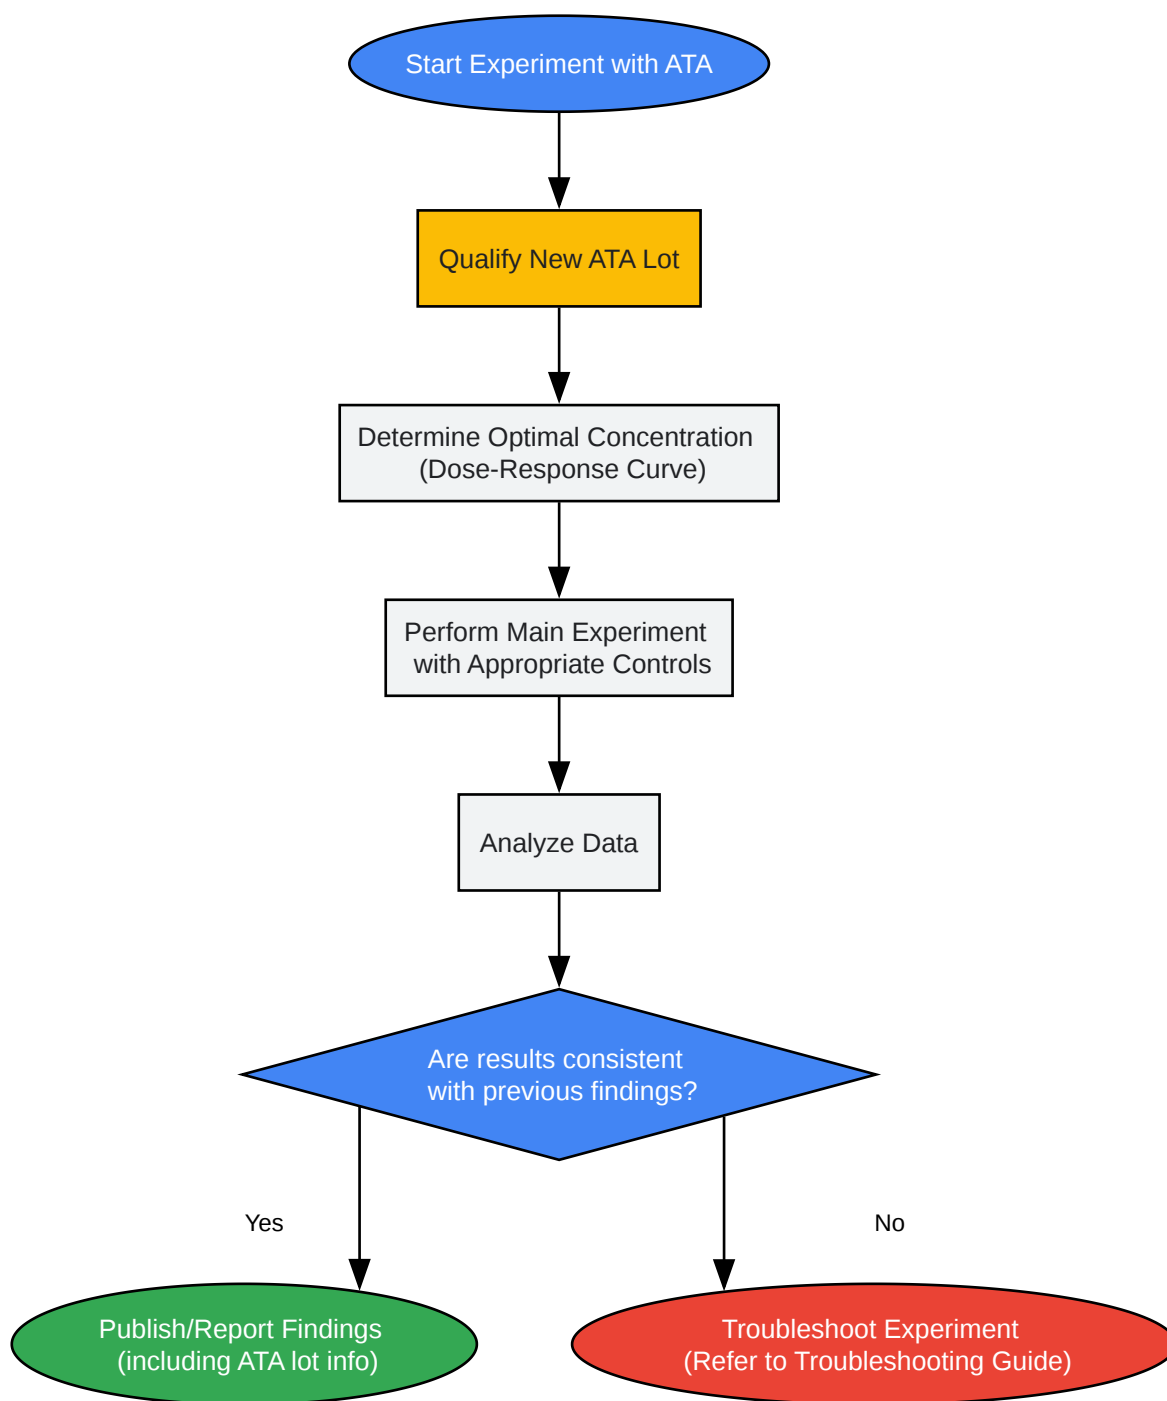 Start Experiment with ATA
Qualify New ATA Lot
Determine Optimal Concentration
(Dose-Response Curve)
Perform Main Experiment
with Appropriate Controls
Analyze Data
Are results consistent
with previous findings?
Yes
No
Publish/Report Findings
(including ATA lot info)
Troubleshoot Experiment
(Refer to Troubleshooting Guide)